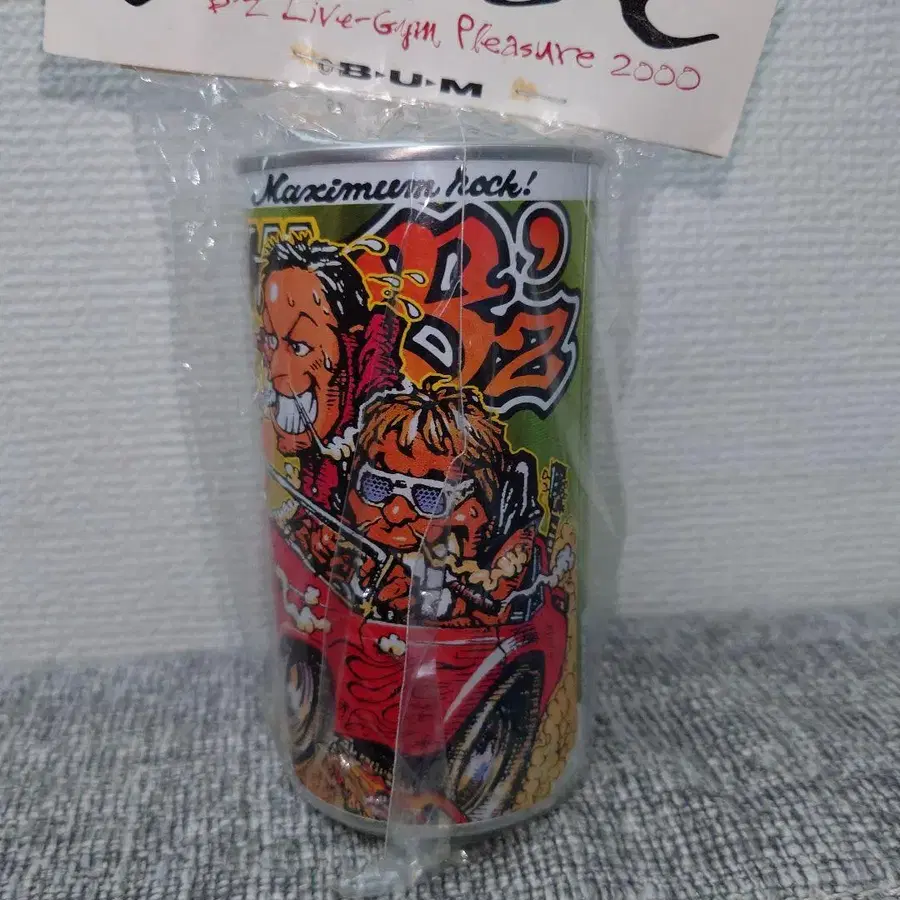 B'z Live-Gym Pleasure 2000
©B·U·M
Maximum Rock!
B'z